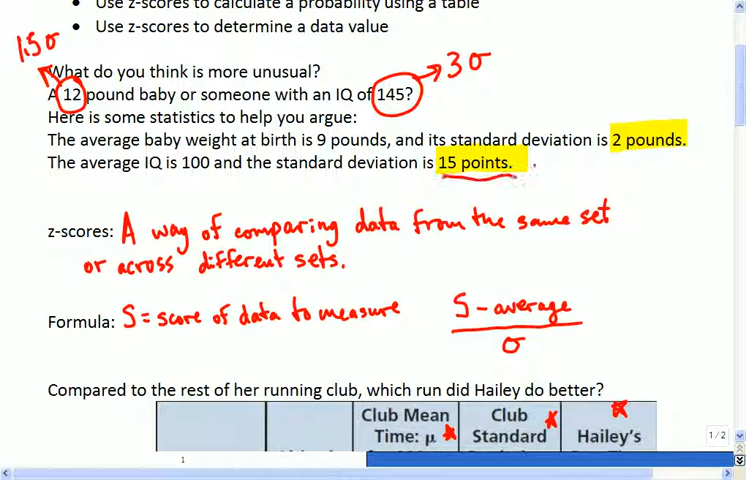 • Use z-scores to calculate a probability using a table
• Use z-scores to determine a data value
1.5σ
3σ
What do you think is more unusual?
A 12 pound baby or someone with an IQ of 145?
Here is some statistics to help you argue:
The average baby weight at birth is 9 pounds, and its standard deviation is 2 pounds.
The average IQ is 100 and the standard deviation is 15 points.
z-scores: A way of comparing data from the same set
or across different sets.
Formula: S = score of data to measure
S - average
σ
Compared to the rest of her running club, which run did Hailey do better?
Club Mean Club
Time: μ Standard Hailey's
1 / 2
1